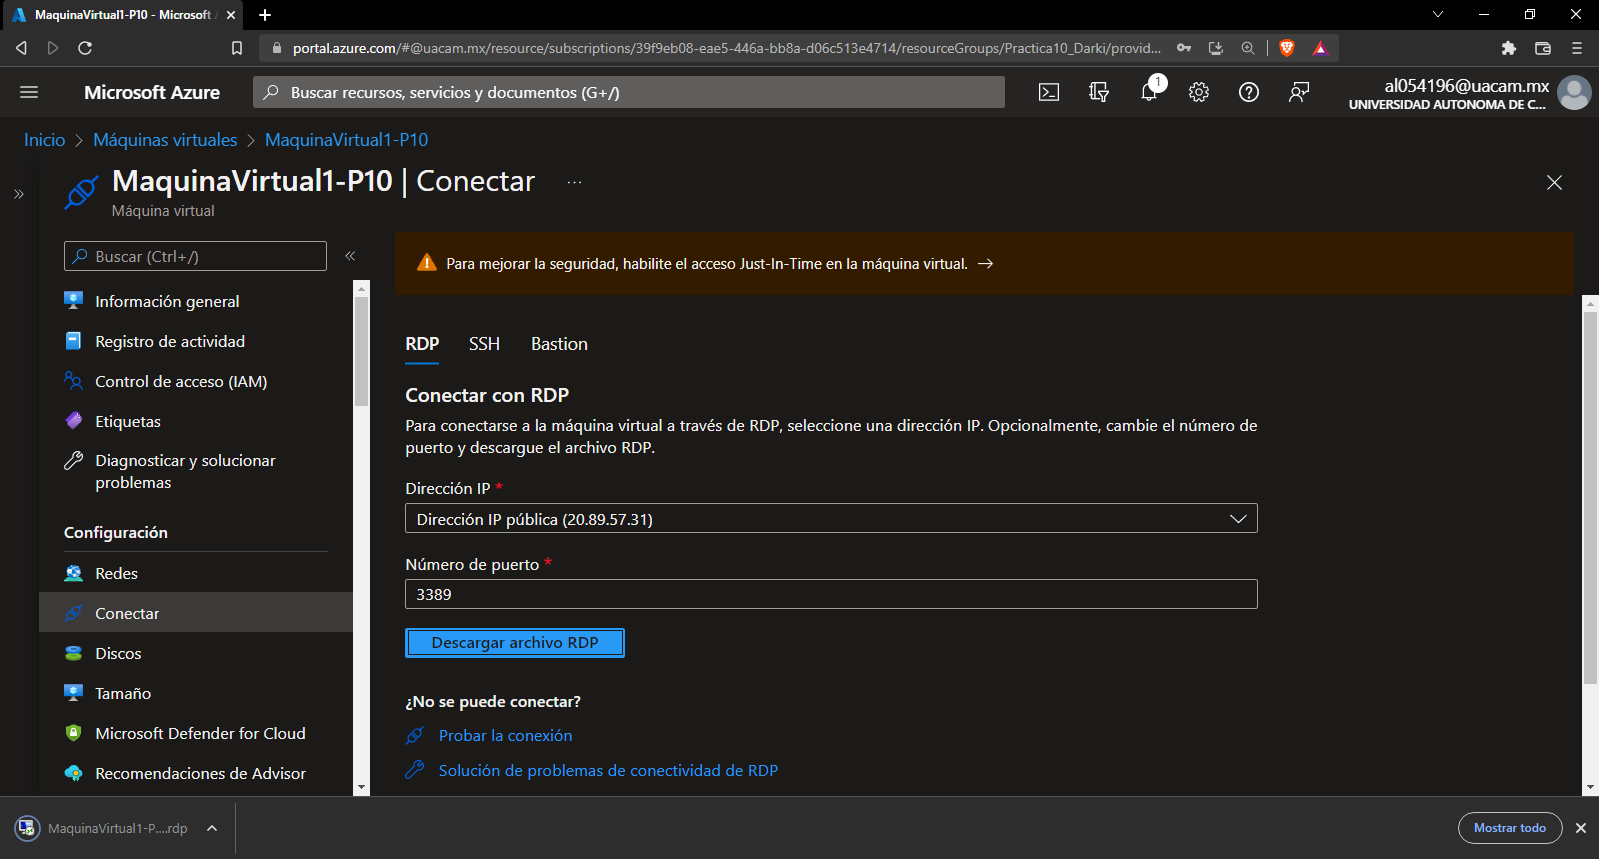 MaquinaVirtual1-P10 - Microsoft
portal.azure.com/#@uacam.mx/resource/subscriptions/39f9eb08-eae5-446a-bb8a-d06c513e4714/resourceGroups/Practica10_Darki/provid...
Microsoft Azure
Buscar recursos, servicios y documentos (G+/)
1
al054196@uacam.mx
UNIVERSIDAD AUTONOMA DE C...
Inicio > Máquinas virtuales > MaquinaVirtual1-P10
MaquinaVirtual1-P10 | Conectar ...
Máquina virtual
Buscar (Ctrl+/)
Información general
Registro de actividad
Control de acceso (IAM)
Etiquetas
Diagnosticar y solucionar
problemas
Configuración
Redes
Conectar
Discos
Tamaño
Microsoft Defender for Cloud
Recomendaciones de Advisor
Para mejorar la seguridad, habilite el acceso Just-In-Time en la máquina virtual. →
RDP SSH Bastion
Conectar con RDP
Para conectarse a la máquina virtual a través de RDP, seleccione una dirección IP. Opcionalmente, cambie el número de
puerto y descargue el archivo RDP.
Dirección IP *
Dirección IP pública (20.89.57.31)
Número de puerto *
3389
Descargar archivo RDP
¿No se puede conectar?
Probar la conexión
Solución de problemas de conectividad de RDP
MaquinaVirtual1-P....rdp
Mostrar todo